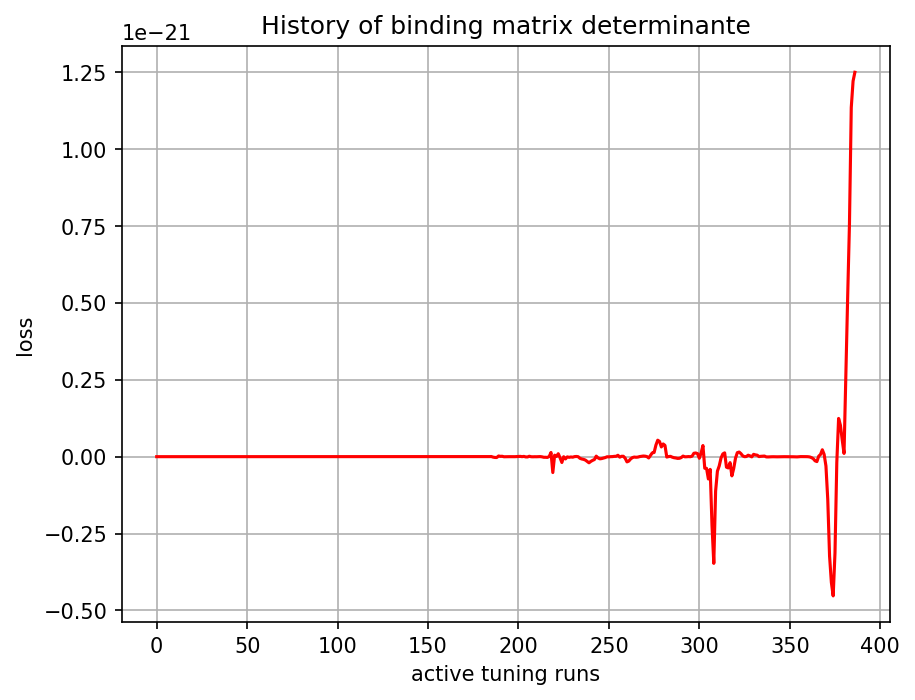 History of binding matrix determinante
1e−21
1.25
1.00
0.75
0.50
0.25
0.00
−0.25
−0.50
loss
0 50 100 150 200 250 300 350 400
active tuning runs